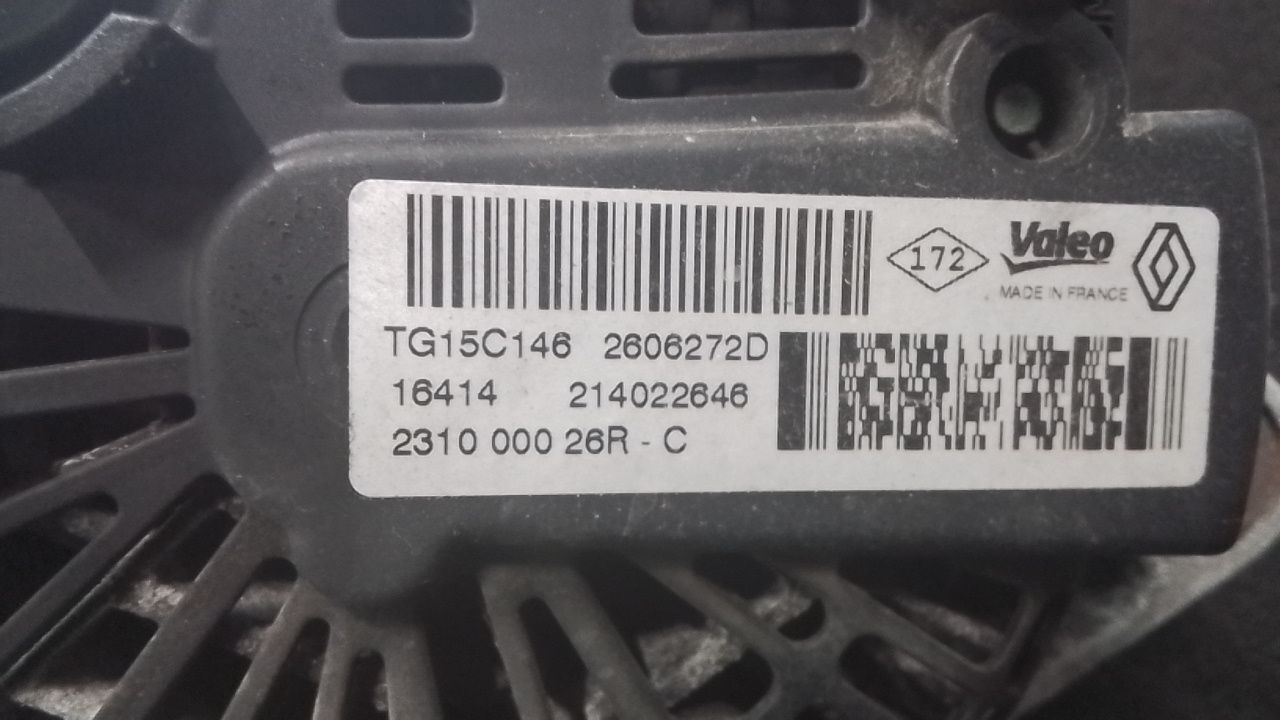 172
Valeo
MADE IN FRANCE
TG15C146 2606272D
16414 214022646
2310 000 26R - C